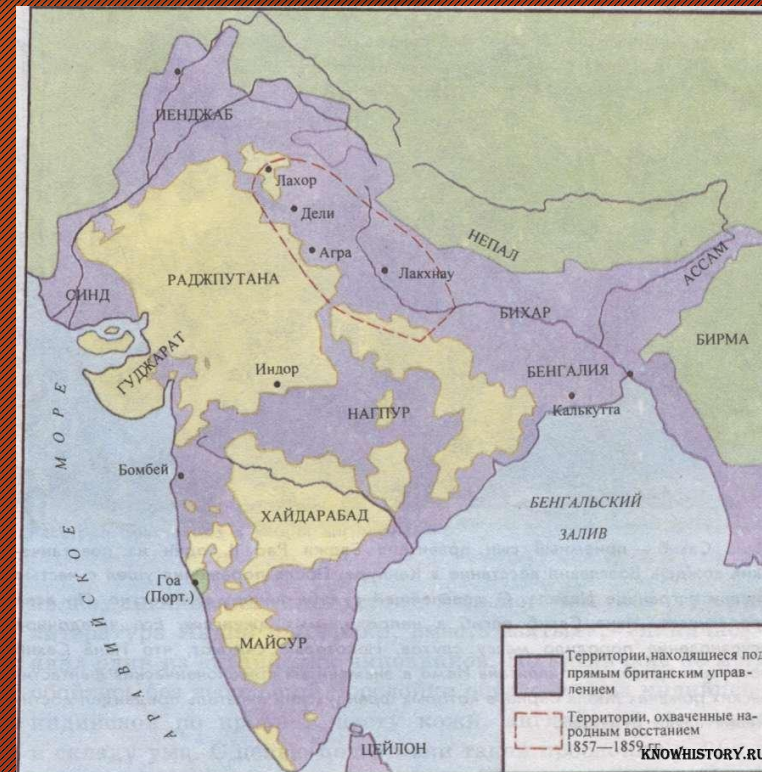 ПЕНДЖАБ
Лахор
Дели
НЕПАЛ
Агра
АССАМ
Лакхнау
РАДЖПУТАНА
СИНД
БИХАР
БИРМА
ГУДЖАРАТ
Индор
БЕНГАЛИЯ
НАГПУР
Калькутта
АРАВИЙСКОЕ МОРЕ
Бомбей
БЕНГАЛЬСКИЙ
ЗАЛИВ
ХАЙДАРАБАД
Гоа
(Порт.)
МАЙСУР
ЦЕЙЛОН
Территории, находящиеся под
прямым британским управ-
лением
Территории, охваченные на-
родным восстанием
1857—1859 гг.
KNOWHISTORY.RU